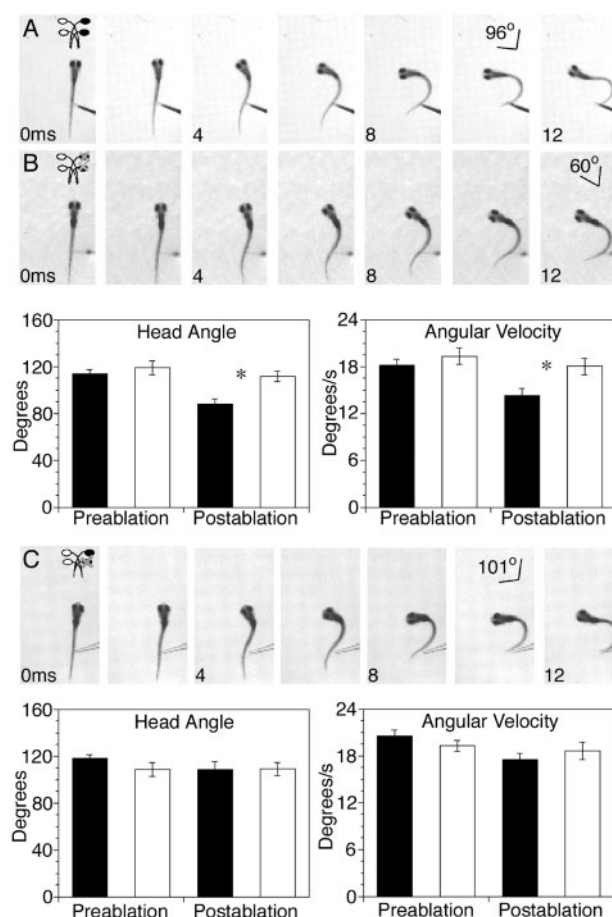 A
96°
0ms 4 8 12
B
60°
0ms 4 8 12
Head Angle
Degrees
160
120
80
40
0
Preablation Postablation
*
Angular Velocity
Degrees/s
24
18
12
6
0
Preablation Postablation
*
C
101°
0ms 4 8 12
Head Angle
Degrees
160
120
80
40
0
Preablation Postablation
Angular Velocity
Degrees/s
24
18
12
6
0
Preablation Postablation